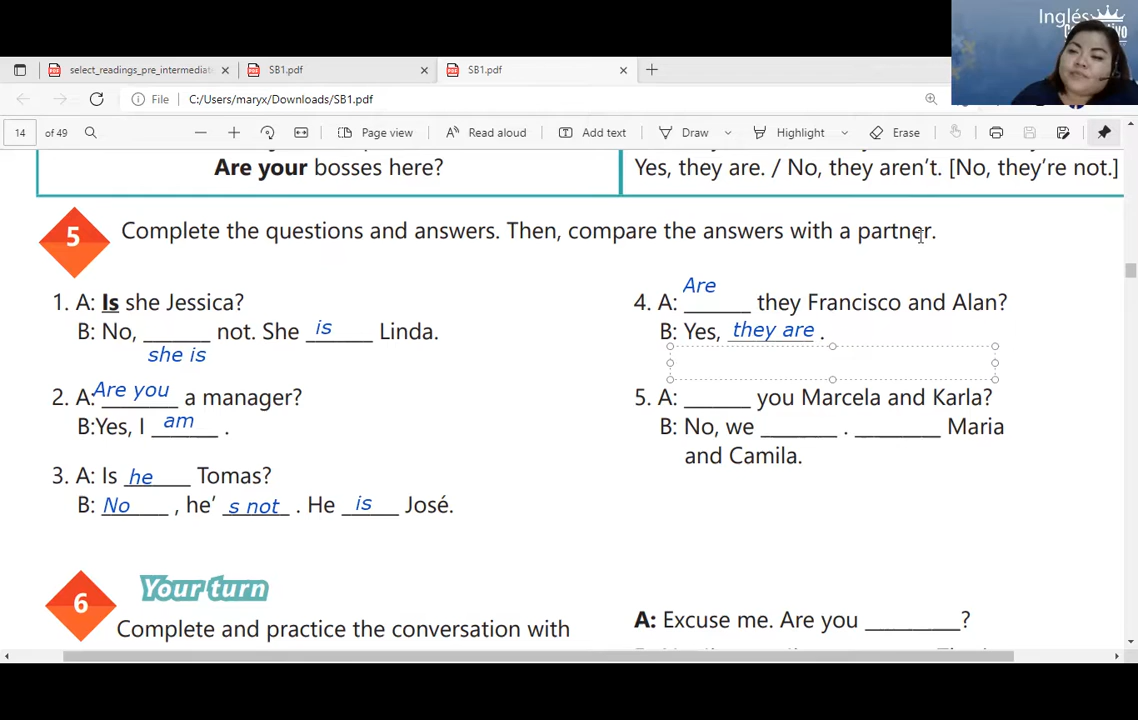 Inglés
select_readings_pre_intermediat
SB1.pdf
SB1.pdf
File
C:/Users/maryx/Downloads/SB1.pdf
14 of 49
Page view
Read aloud
Add text
Draw
Highlight
Erase
Are your bosses here?
Yes, they are. / No, they aren't. [No, they're not.]
5 Complete the questions and answers. Then, compare the answers with a partner.
1. A: Is she Jessica?
B: No, ______ not. She is Linda.
she is
2. A: Are you a manager?
B:Yes, I am .
3. A: Is he Tomas?
B: No , he' s not . He is José.
Are
4. A: ______ they Francisco and Alan?
B: Yes, they are .
5. A: ______ you Marcela and Karla?
B: No, we _______ . ________ Maria
and Camila.
6 Your turn
Complete and practice the conversation with
A: Excuse me. Are you _________?